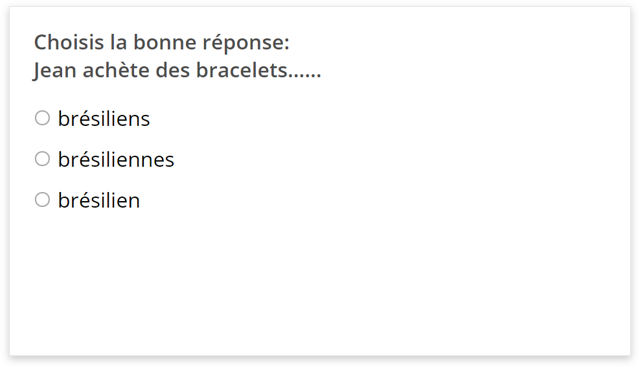 Choisis la bonne réponse:
Jean achète des bracelets......
brésiliens
brésiliennes
brésilien